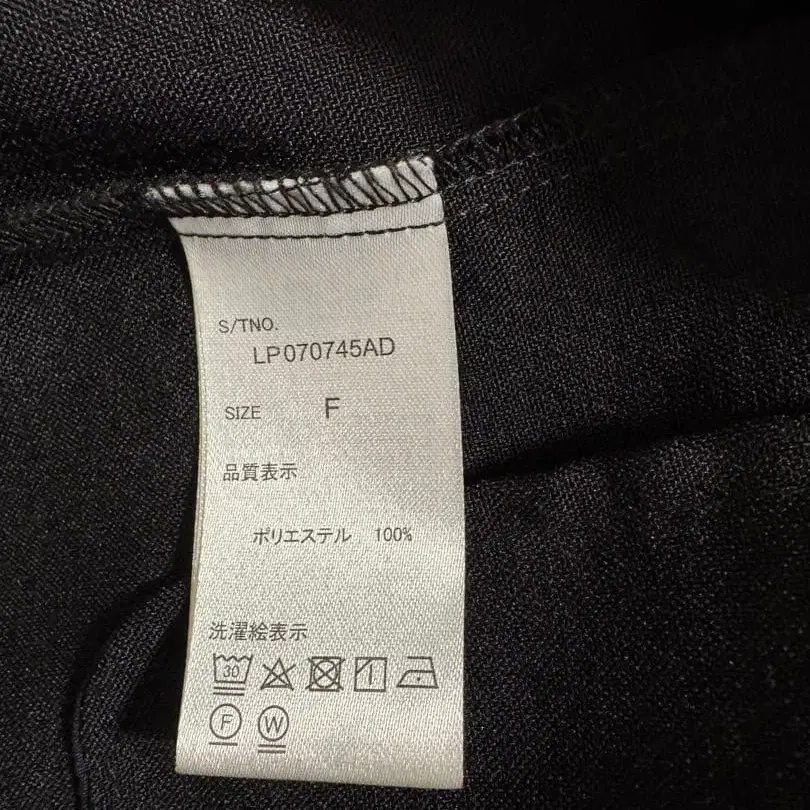 S/TNO.
LP070745AD
SIZE F
品質表示
ポリエステル 100%
洗濯絵表示
30
F W